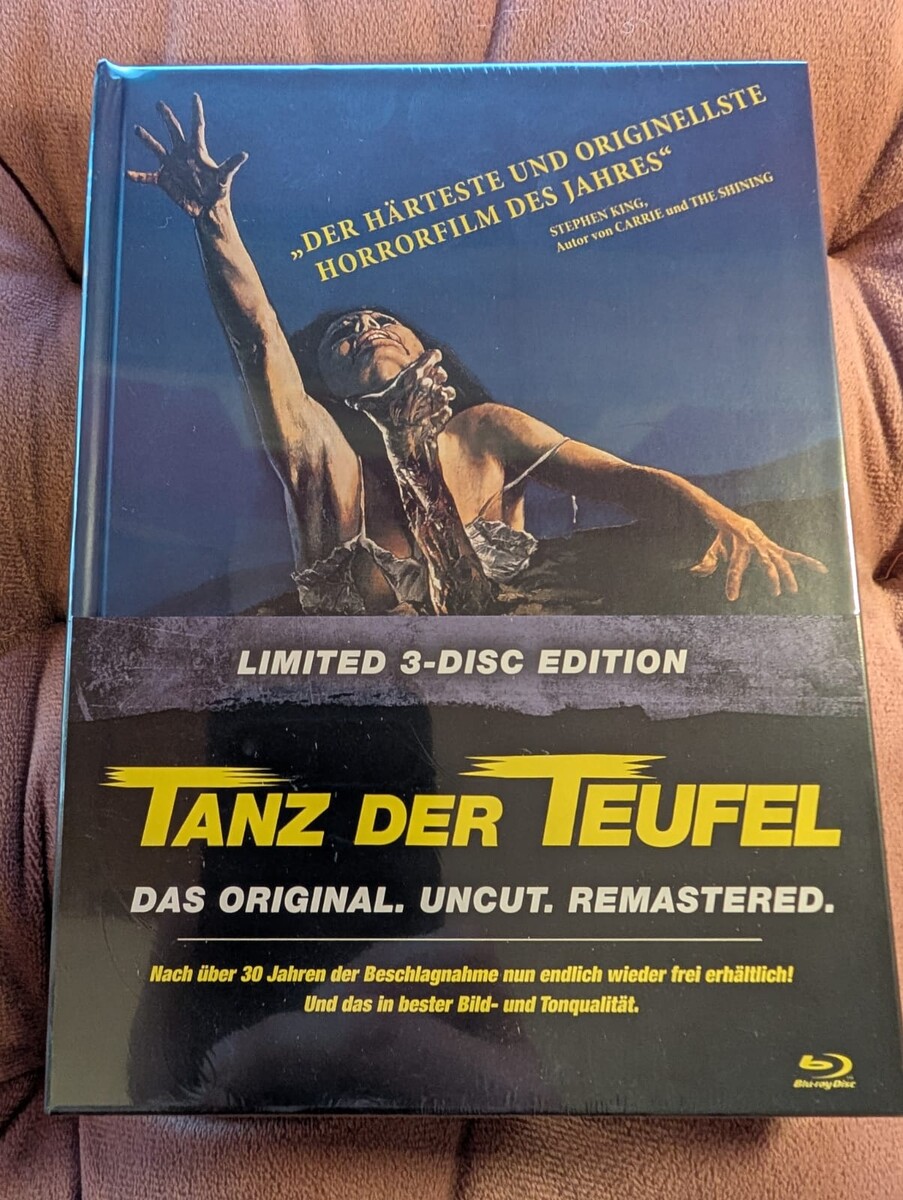 „DER HÄRTESTE UND ORIGINELLSTE
HORRORFILM DES JAHRES“
STEPHEN KING,
Autor von CARRIE und THE SHINING
LIMITED 3-DISC EDITION
TANZ DER TEUFEL
DAS ORIGINAL. UNCUT. REMASTERED.
Nach über 30 Jahren der Beschlagnahme nun endlich wieder frei erhältlich!
Und das in bester Bild- und Tonqualität.
Blu-ray Disc